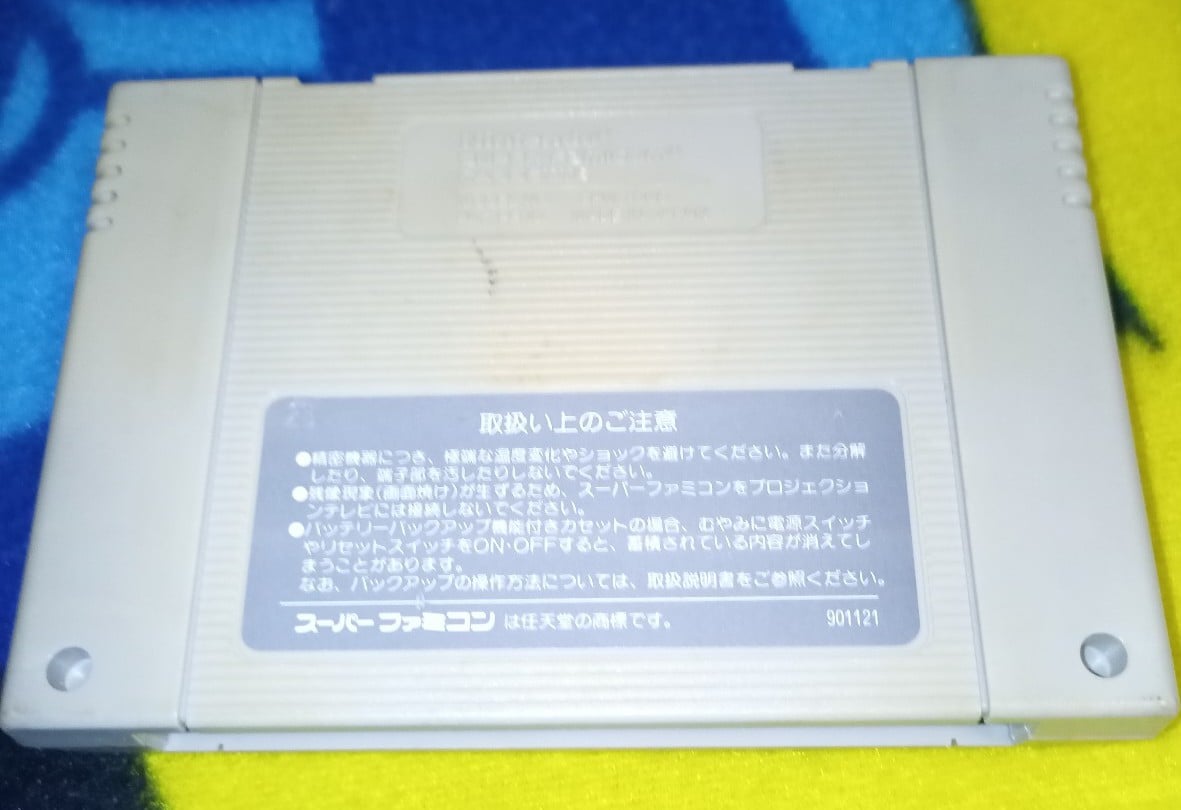 Nintendo
取扱い上のご注意
●精密機器につき、極端な温度変化やショックを避けてください。また分解
したり、端子部を汚したりしないでください。
●残像現象(画面焼け)が生ずるため、スーパーファミコンをプロジェクショ
ンテレビには接続しないでください。
●バッテリーバックアップ機能付きカセットの場合、むやみに電源スイッチ
やリセットスイッチをON・OFFすると、蓄積されている内容が消えてし
まうことがあります。
なお、バックアップの操作方法については、取扱説明書をご参照ください。
スーパーファミコン は任天堂の商標です。
901121